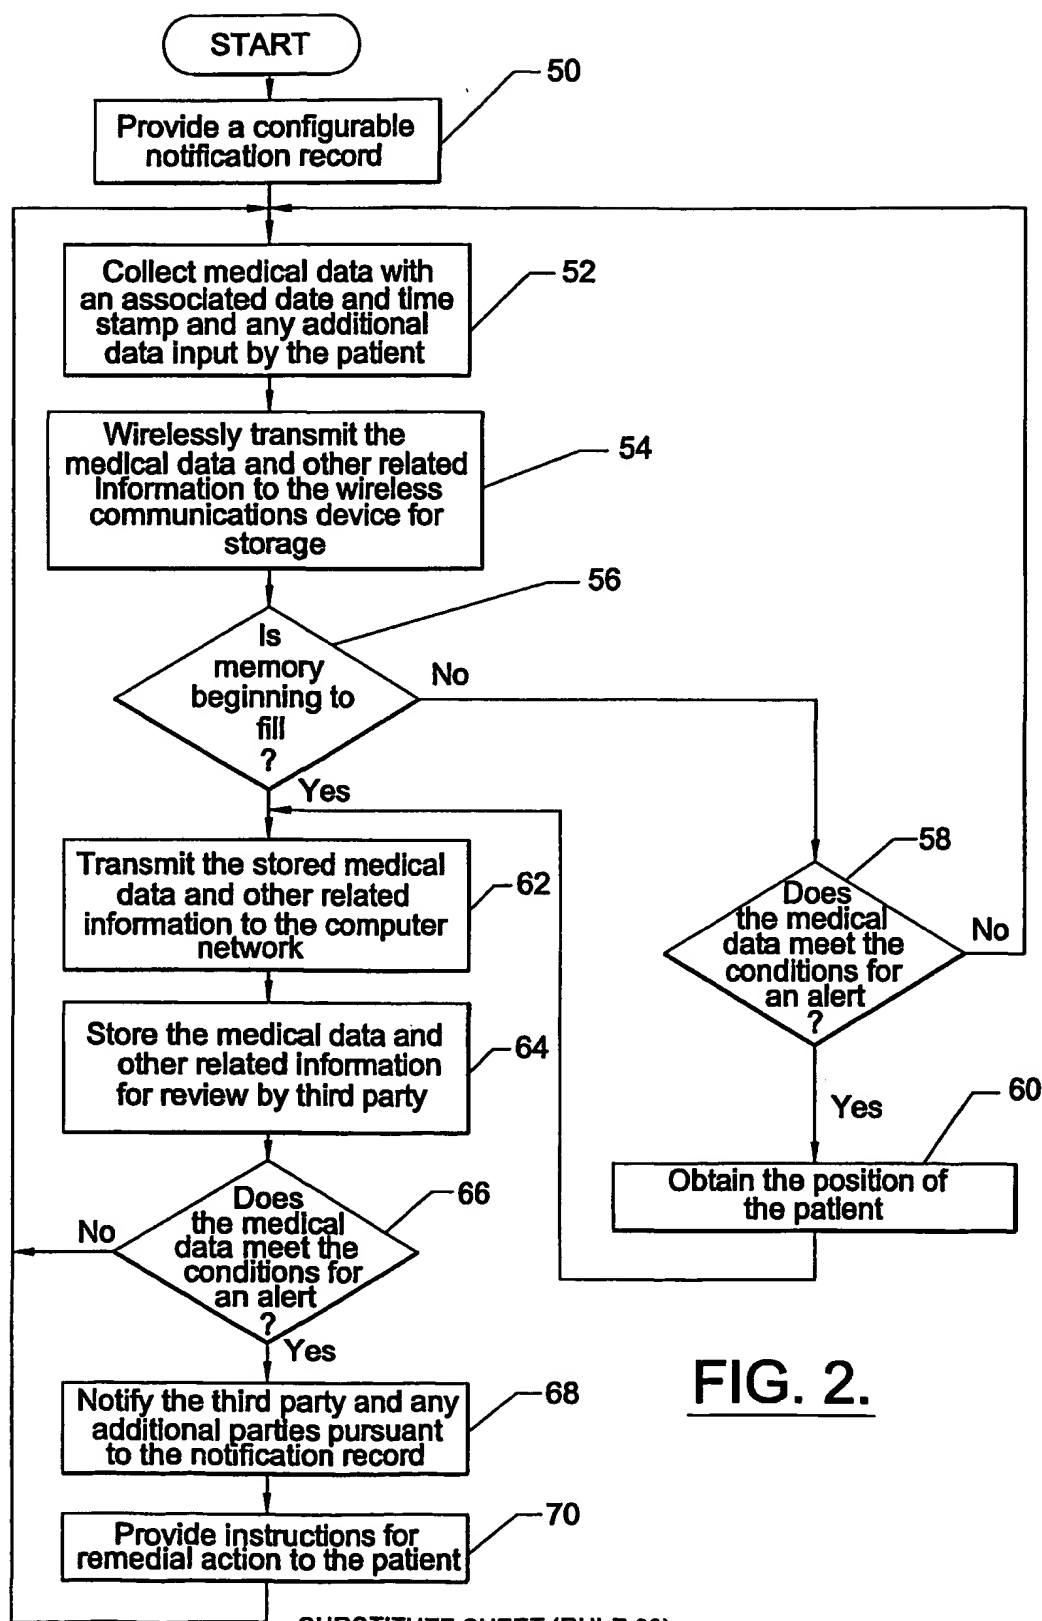 START
50
Provide a configurable
notification record
Collect medical data with
an associated date and time
stamp and any additional
data input by the patient
52
Wirelessly transmit the
medical data and other related
information to the wireless
communications device for
storage
54
56
Is
memory
beginning to
fill
?
No
Yes
Transmit the stored medical
data and other related
information to the computer
network
62
58
Does
the medical
data meet the
conditions for
an alert
?
No
Yes
60
Obtain the position of
the patient
Store the medical data and
other related information
for review by third party
64
66
Does
the medical
data meet the
conditions for
an alert
?
No
Yes
Notify the third party and any
additional parties pursuant
to the notification record
68
70
Provide instructions for
remedial action to the patient
FIG. 2.
SUBSTITUTE SHEET